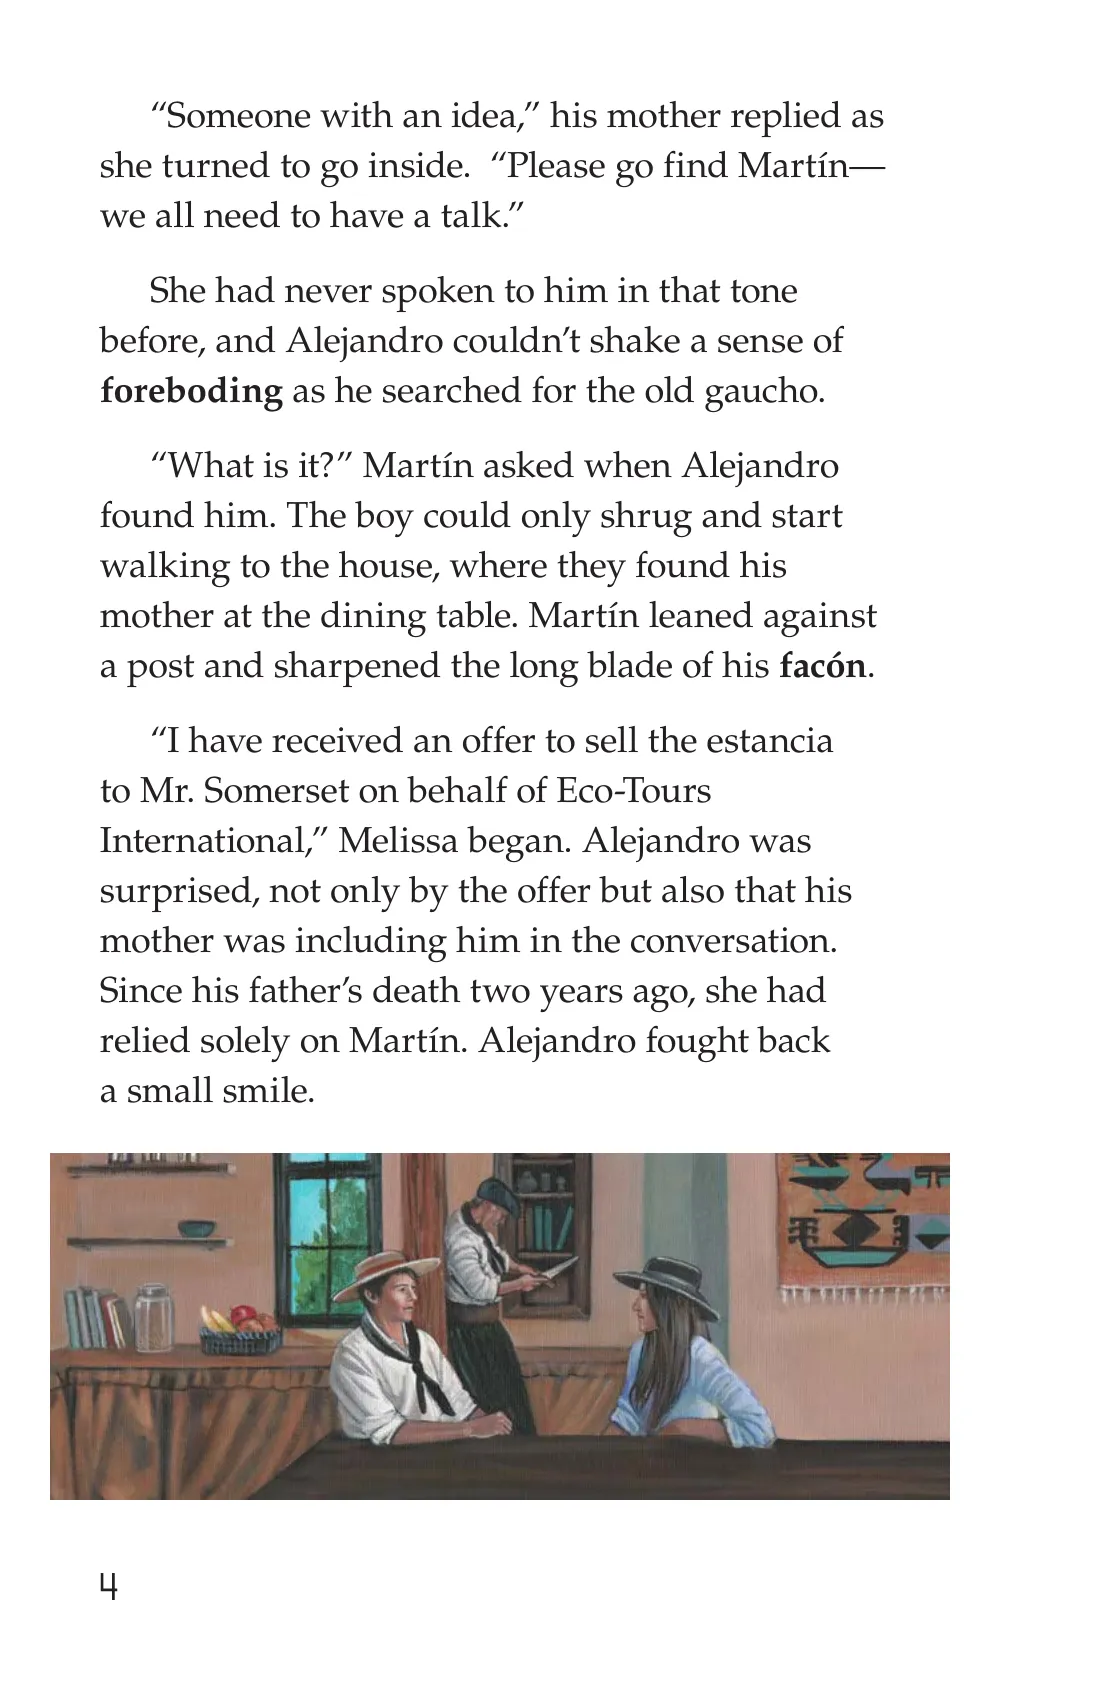 “Someone with an idea,” his mother replied as
she turned to go inside.  “Please go find Martín—
we all need to have a talk.”
She had never spoken to him in that tone
before, and Alejandro couldn’t shake a sense of
foreboding as he searched for the old gaucho.
“What is it?” Martín asked when Alejandro
found him. The boy could only shrug and start
walking to the house, where they found his
mother at the dining table. Martín leaned against
a post and sharpened the long blade of his facón.
“I have received an offer to sell the estancia
to Mr. Somerset on behalf of Eco-Tours
International,” Melissa began. Alejandro was
surprised, not only by the offer but also that his
mother was including him in the conversation.
Since his father’s death two years ago, she had
relied solely on Martín. Alejandro fought back
a small smile.
4